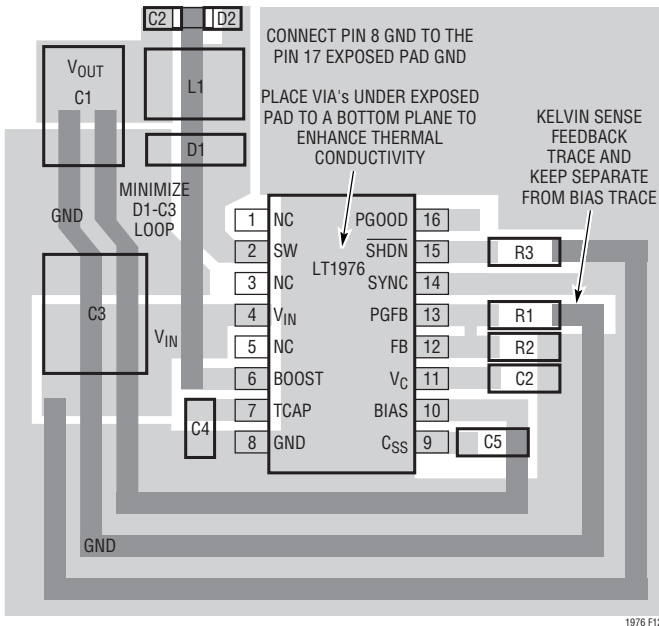 C2 D2
CONNECT PIN 8 GND TO THE
PIN 17 EXPOSED PAD GND
VOUT
C1
L1
PLACE VIA's UNDER EXPOSED
PAD TO A BOTTOM PLANE TO
ENHANCE THERMAL
CONDUCTIVITY
KELVIN SENSE
FEEDBACK
TRACE AND
KEEP SEPARATE
FROM BIAS TRACE
D1
MINIMIZE
D1-C3
LOOP
GND
1 NC PGOOD 16
2 SW SHDN 15 R3
LT1976
3 NC SYNC 14
C3
VIN
4 VIN PGFB 13 R1
5 NC FB 12 R2
6 BOOST VC 11 C2
7 TCAP BIAS 10
C4
8 GND CSS 9 C5
GND
1976 F12